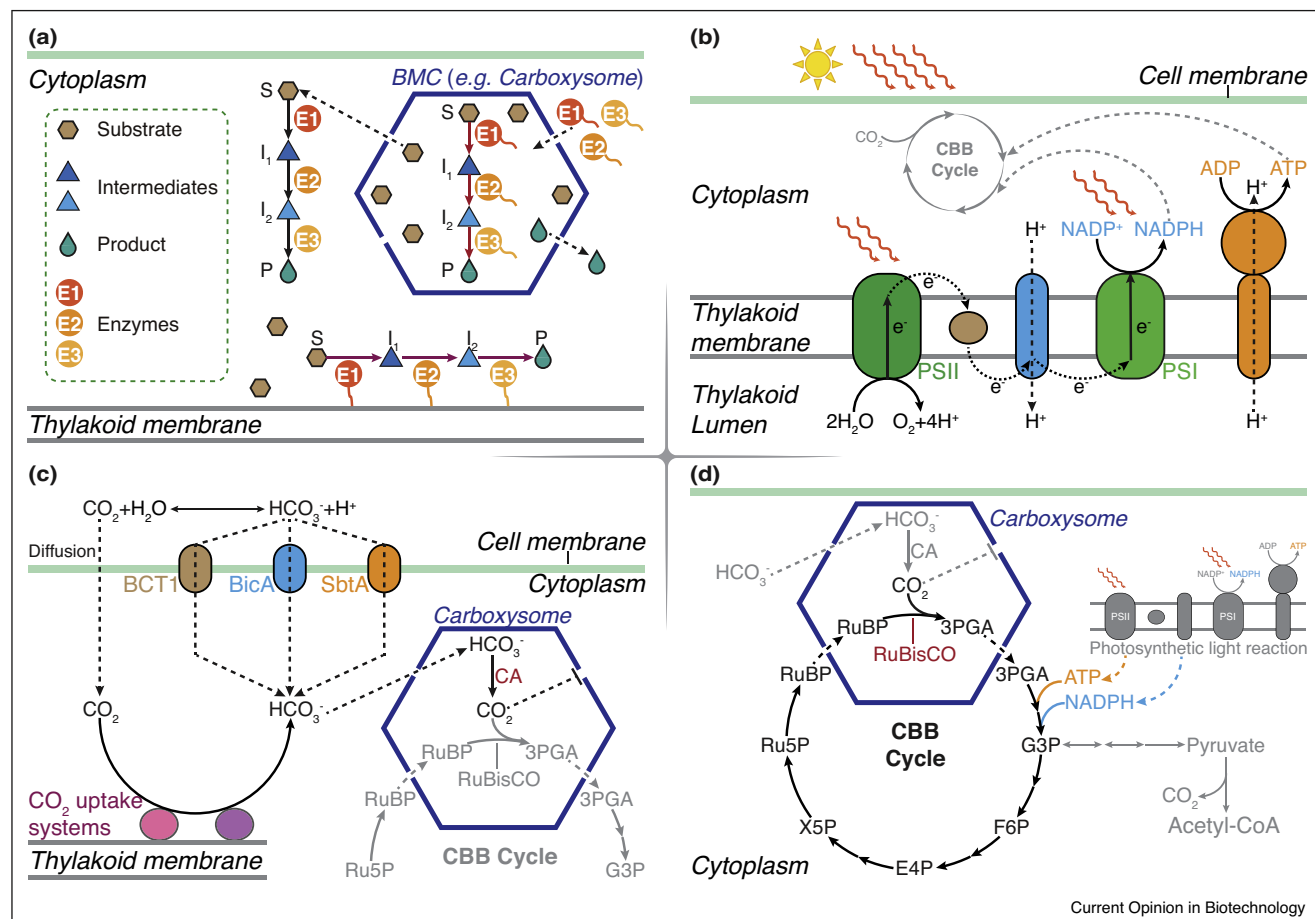 (a)
Cytoplasm
BMC (e.g. Carboxysome)
Substrate
Intermediates
Product
E1
E2 Enzymes
E3
S
E1
I1
E2
I2
E3
P
S
E1
I1
E2
I2
E3
P
E1
E3
E2
S I1 I2 P
E1 E2 E3
Thylakoid membrane
(b)
Cell membrane
CO2
CBB
Cycle
Cytoplasm
ADP ATP
H+
NADP+ NADPH
H+
e-
e-
e-
Thylakoid
membrane
PSII
PSI
e-
e-
Thylakoid
Lumen
2H2O O2+4H+
H+
H+
(c)
CO2+H2O HCO3-+H+
Diffusion
Cell membrane
BCT1 BicA SbtA
Cytoplasm
Carboxysome
HCO3-
CA
CO2
HCO3-
CO2
RuBP 3PGA
RuBisCO
RuBP
3PGA
CO2 uptake
systems
CBB Cycle
Ru5P
G3P
Thylakoid membrane
(d)
HCO3-
Carboxysome
CA
HCO3-
CO2
ADP ATP
NADP+ NADPH
PSII PSI
Photosynthetic light reaction
RuBP 3PGA
RuBisCO
RuBP
3PGA
ATP
NADPH
CBB
Cycle
Ru5P
G3P
Pyruvate
CO2
Acetyl-CoA
X5P
F6P
E4P
Cytoplasm
Current Opinion in Biotechnology